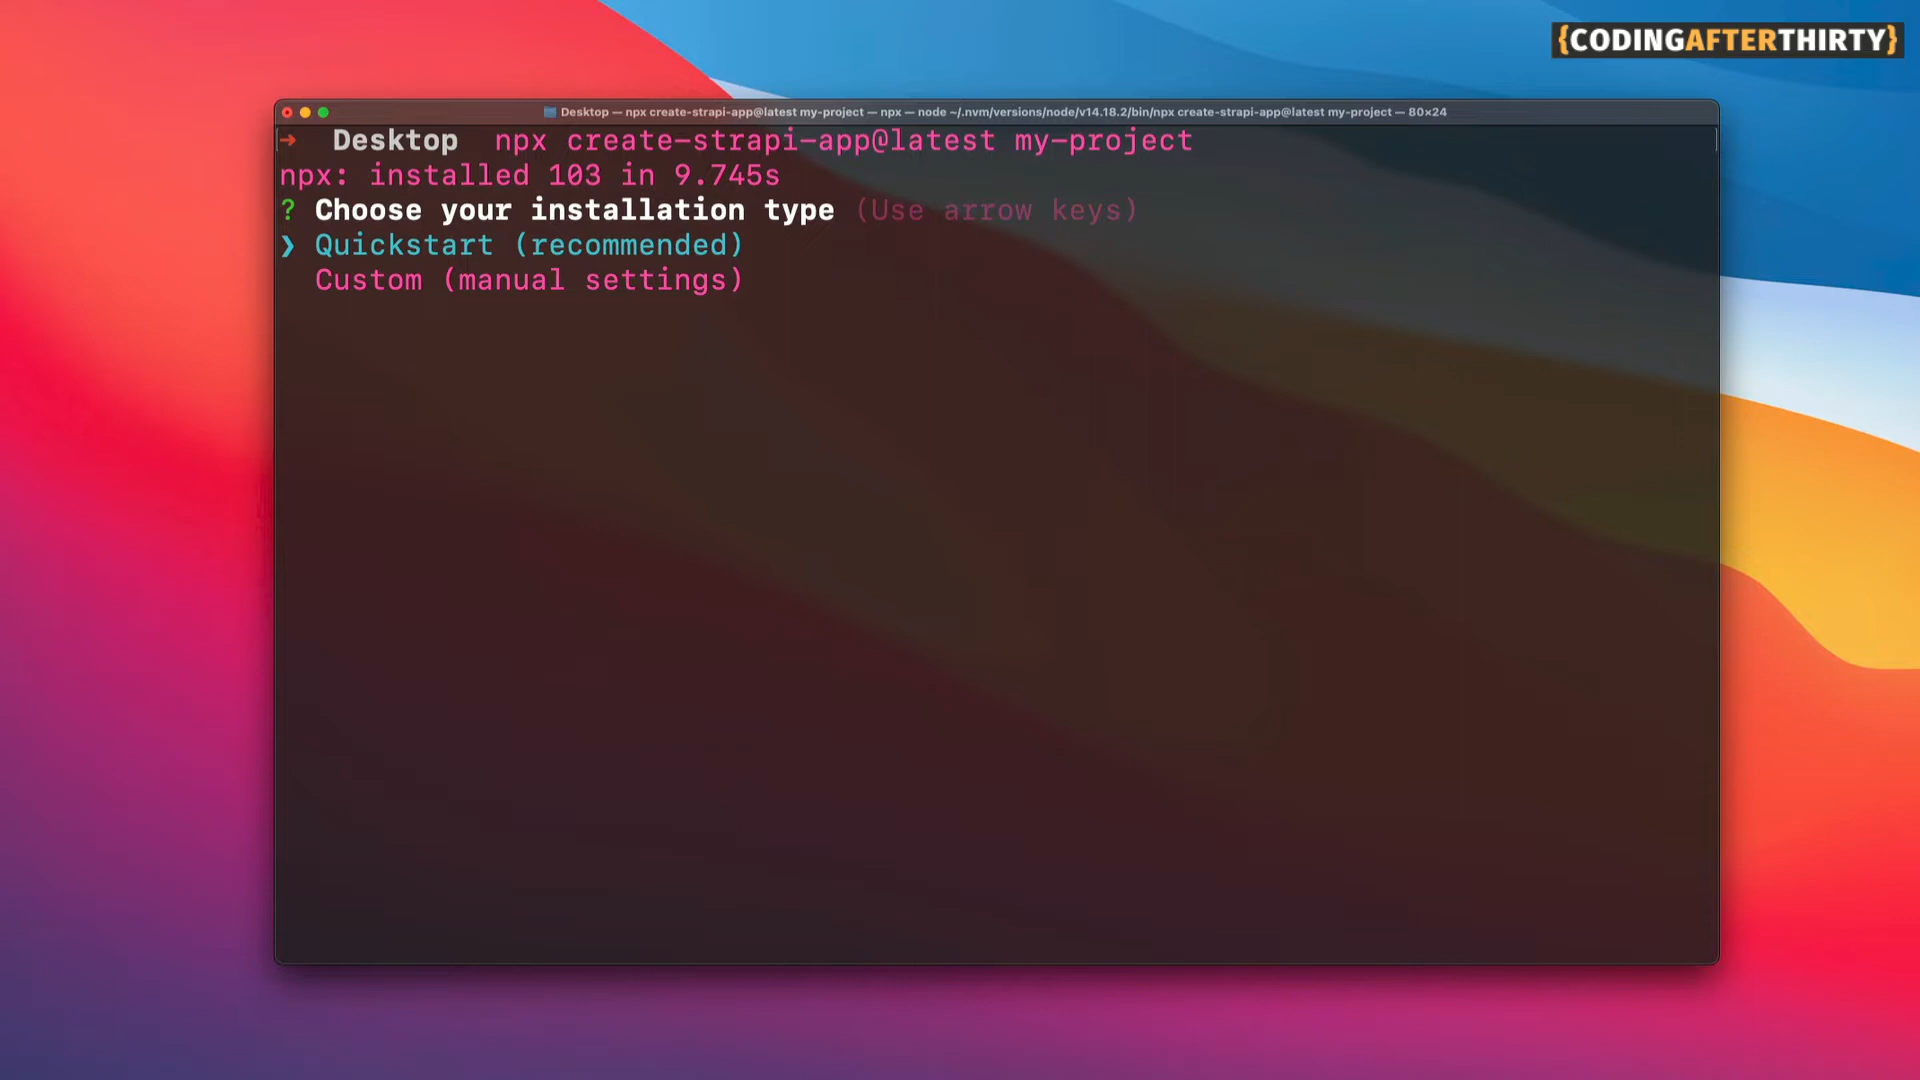 {CODINGAFTERTHIRTY}
Desktop — npx create-strapi-app@latest my-project — npx — node ~/.nvm/versions/node/v14.18.2/bin/npx create-strapi-app@latest my-project — 80×24
➜ Desktop npx create-strapi-app@latest my-project
npx: installed 103 in 9.745s
? Choose your installation type (Use arrow keys)
❯ Quickstart (recommended)
Custom (manual settings)